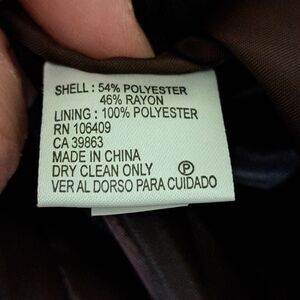 SHELL : 54% POLYESTER
46% RAYON
LINING : 100% POLYESTER
RN 106409
CA 39863
MADE IN CHINA
DRY CLEAN ONLY Ⓟ
VER AL DORSO PARA CUIDADO